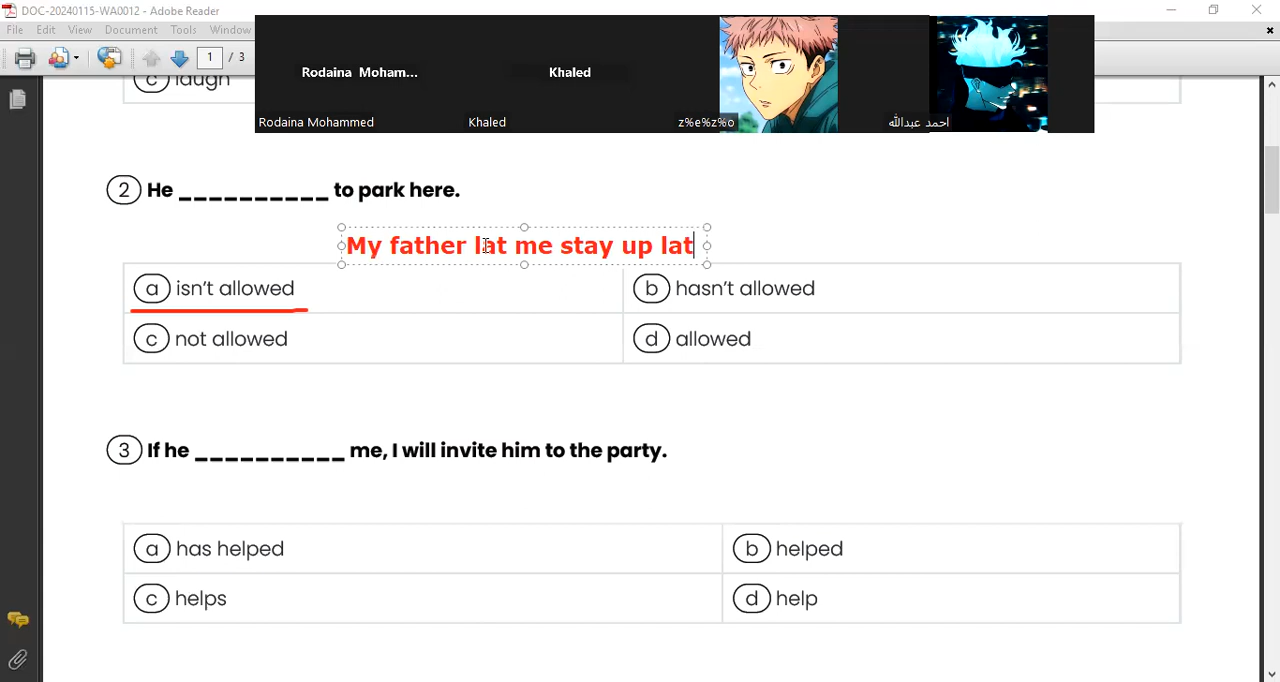 DOC-20240115-WA0012 - Adobe Reader
File Edit View Document Tools Window
1 / 3
Rodaina Moham...
Khaled
Rodaina Mohammed
Khaled
z%e%z%o
احمد عبدالله
c laugh
2 He __________ to park here.
My father lat me stay up lat
a isn't allowed
b hasn't allowed
c not allowed
d allowed
3 If he __________ me, I will invite him to the party.
a has helped
b helped
c helps
d help